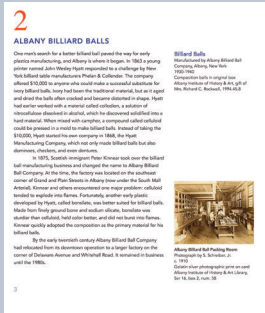 2
ALBANY BILLIARD BALLS
One man's search for a better billiard ball paved the way for early
plastics manufacturing, and Albany is where it began. In 1863 a young
printer named John Wesley Hyatt responded to a challenge by New
York billiard table manufacturers Phelan & Collender. The company
offered $10,000 to anyone who could make a successful substitute for
ivory billiard balls. Ivory had been the traditional material, but as it aged
and dried the balls often cracked and became distorted in shape. Hyatt
had earlier worked with a material called collodion, a solution of
nitrocellulose dissolved in alcohol, which he discovered solidified into a
hard material. When mixed with camphor, a compound called celluloid
could be pressed in a mold to make billiard balls. Instead of taking the
$10,000, Hyatt started his own company in 1868, the Hyatt
Manufacturing Company, which not only made billiard balls but also
dominoes, checkers, and even dentures.
In 1875, Scottish immigrant Peter Kinnear took over the billiard
ball manufacturing business and changed the name to Albany Billiard
Ball Company. At the time, the factory was located on the southeast
corner of Grand and Plain Streets in Albany (now under the South Mall
Arterial). Kinnear and others encountered one major problem: celluloid
tended to explode into flames. Fortunately, another early plastic
developed by Hyatt, called bonsilate, was better suited for billiard balls.
Made from finely ground bone and sodium silicate, bonsilate was
sturdier than celluloid, held color better, and did not burst into flames.
Kinnear quickly adopted the composition as the primary material for his
billiard balls.
By the early twentieth century Albany Billiard Ball Company
had relocated from its downtown operation to a larger factory on the
corner of Delaware Avenue and Whitehall Road. It remained in business
until the 1980s.
Billiard Balls
Manufactured by Albany Billiard Ball
Company, Albany, New York
1930-1960
Composition balls in original box
Albany Institute of History & Art, gift of
Mrs. Richard C. Rockwell, 1994.40.8
Albany Billiard Ball Packing Room
Photograph by S. Schreiber, Jr.
c. 1910
Gelatin silver photographic print on card
Albany Institute of History & Art Library,
Ser 16, box 2, num. 58